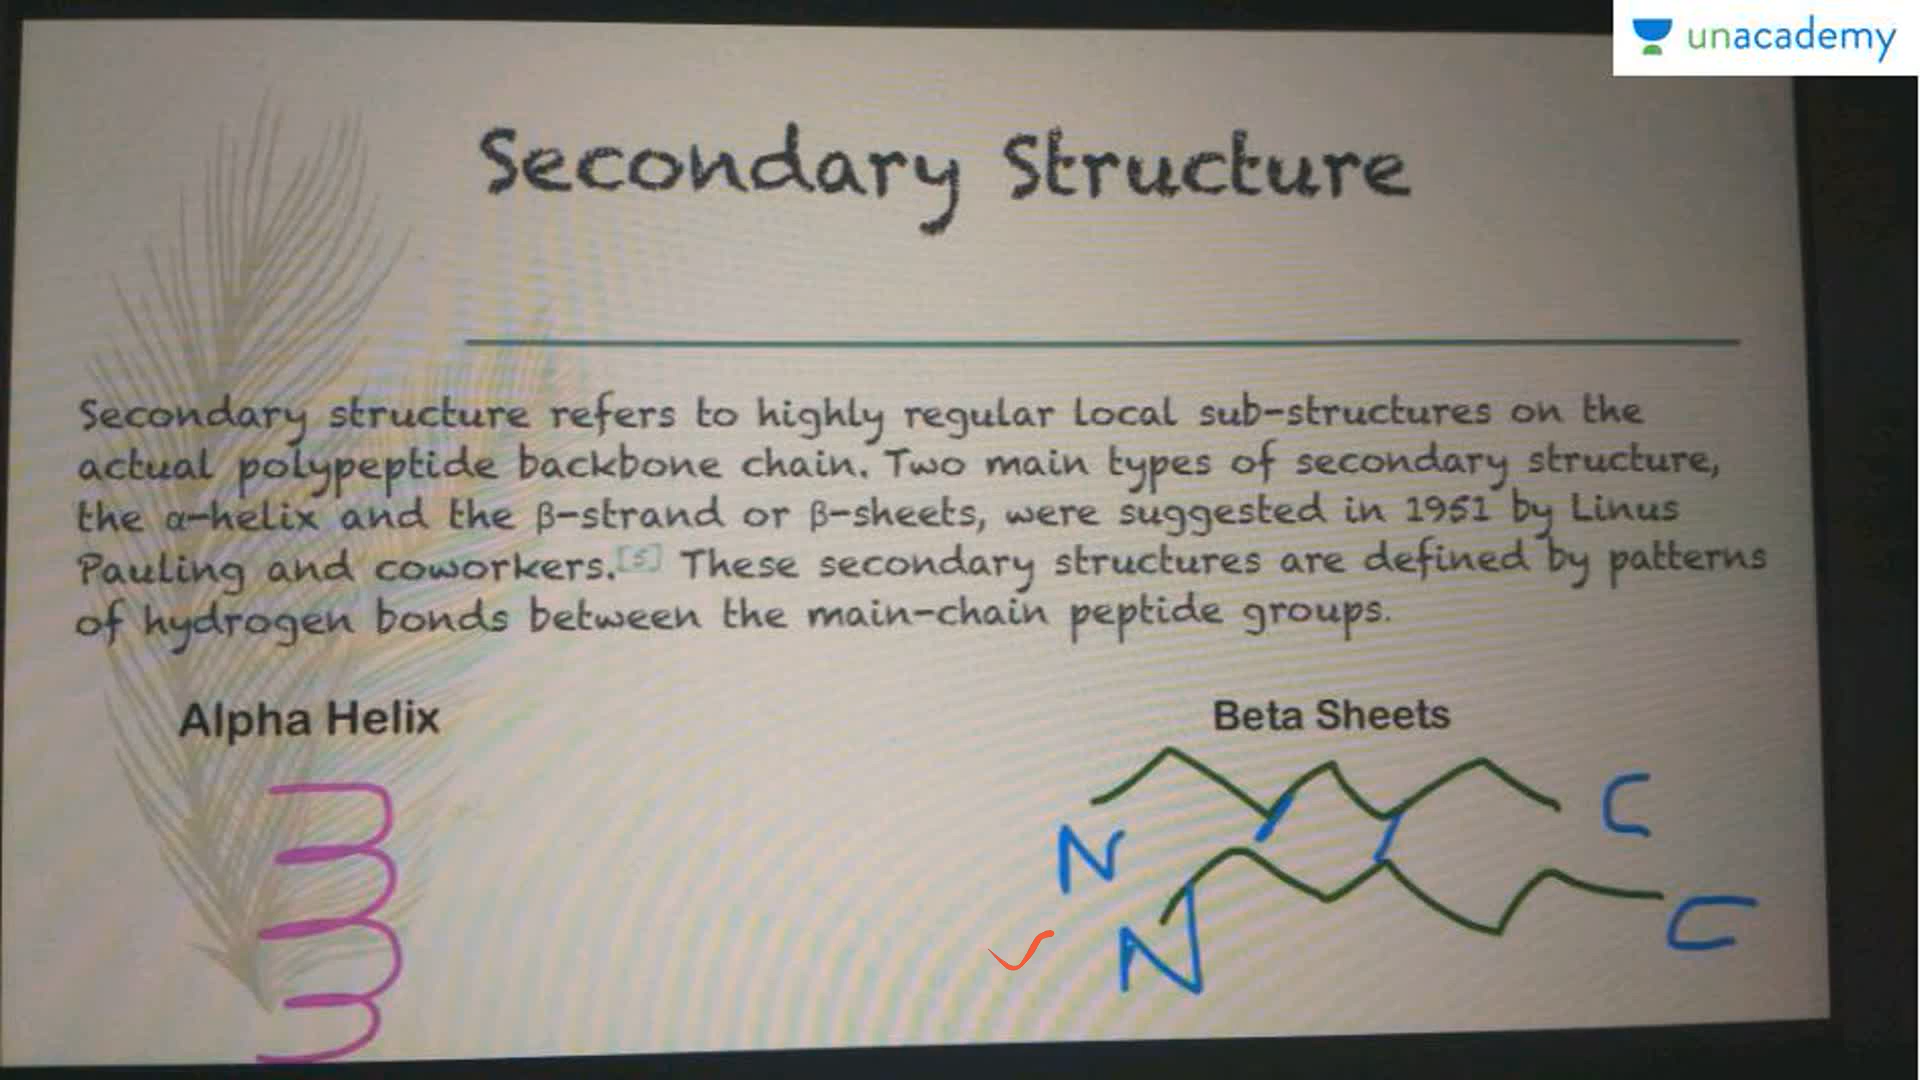 unacademy
Secondary Structure
Secondary structure refers to highly regular local sub-structures on the
actual polypeptide backbone chain. Two main types of secondary structure,
the α-helix and the β-strand or β-sheets, were suggested in 1951 by Linus
Pauling and coworkers.[5] These secondary structures are defined by patterns
of hydrogen bonds between the main-chain peptide groups.
Alpha Helix
Beta Sheets
C
N
C
N